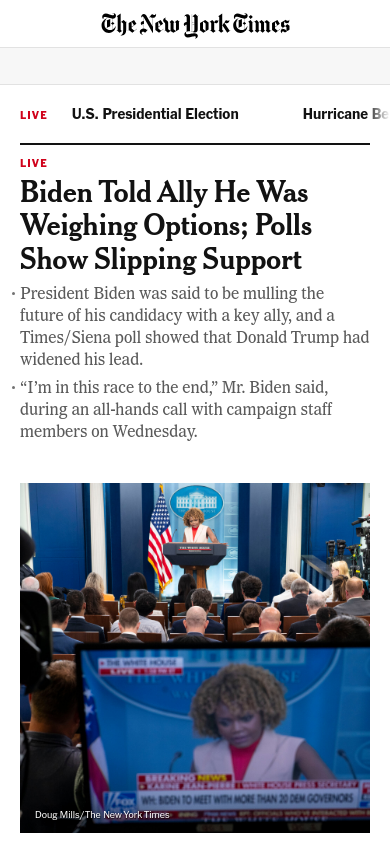 The New York Times
LIVE U.S. Presidential Election Hurricane Be
LIVE
Biden Told Ally He Was
Weighing Options; Polls
Show Slipping Support
· President Biden was said to be mulling the
future of his candidacy with a key ally, and a
Times/Siena poll showed that Donald Trump had
widened his lead.
· “I’m in this race to the end,” Mr. Biden said,
during an all-hands call with campaign staff
members on Wednesday.
THE WHITE HOUSE
LIVE
BREAKING NEWS
KARINE JEAN-PIERRE | WHITE HOUSE PRESS SECRETARY
WH: BIDEN TO MEET WITH MORE THAN 20 DEM GOVERNORS
FOX
Doug Mills/The New York Times